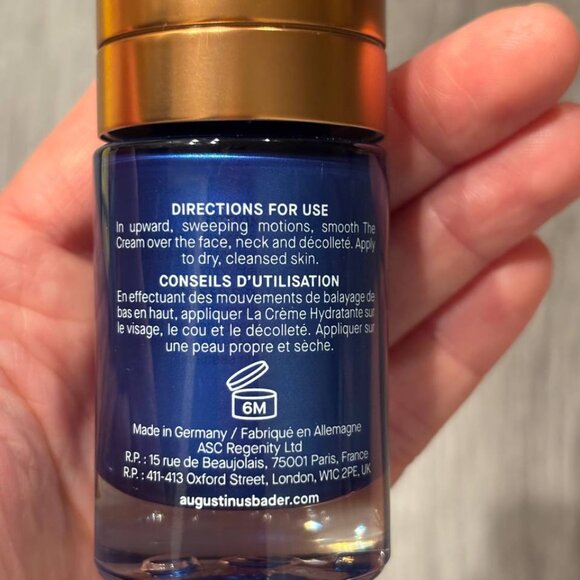 DIRECTIONS FOR USE
In upward, sweeping motions, smooth The
Cream over the face, neck and décolleté. Apply
to dry, cleansed skin.
CONSEILS D'UTILISATION
En effectuant des mouvements de balayage de
bas en haut, appliquer La Crème Hydratante sur
le visage, le cou et le décolleté. Appliquer sur
une peau propre et sèche.
6M
Made in Germany / Fabriqué en Allemagne
ASC Regenity Ltd
R.P.: 15 rue de Beaujolais, 75001 Paris, France
R.P.: 411-413 Oxford Street, London, W1C 2PE, UK
augustinusbader.com